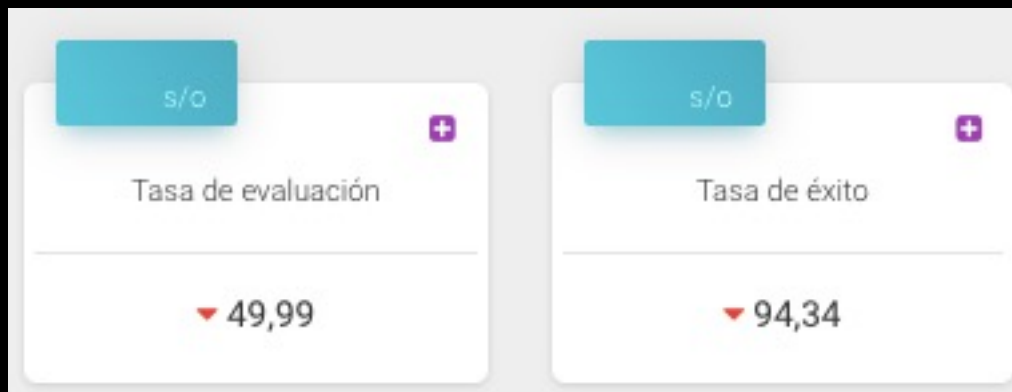 s/o
Tasa de evaluación
49,99
s/o
Tasa de éxito
94,34